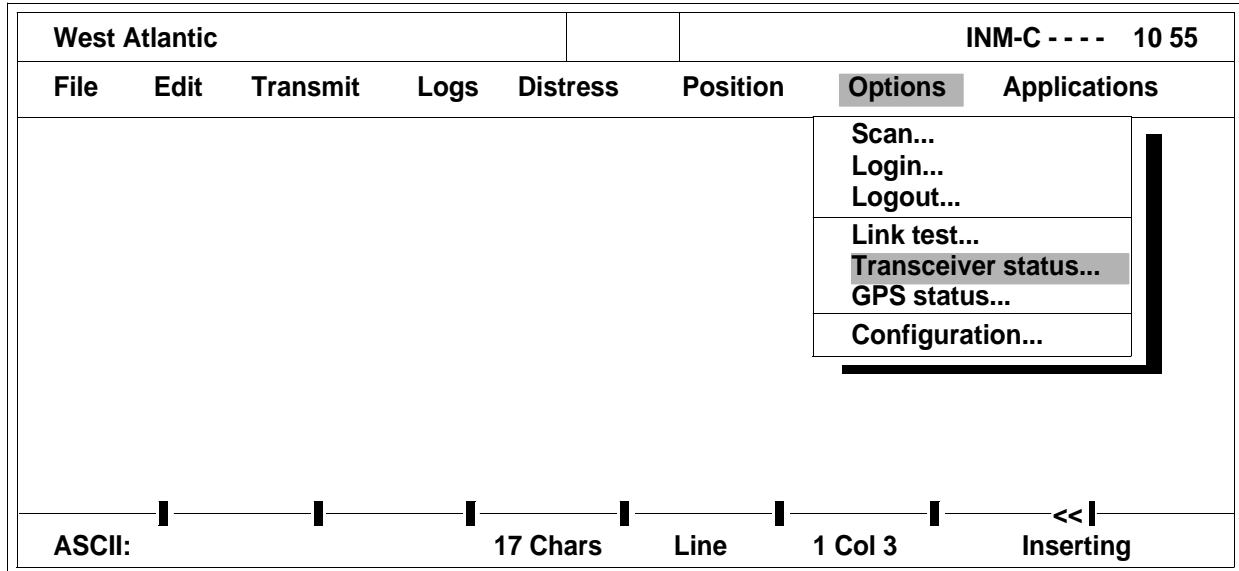 West Atlantic INM-C - - - - 10 55
File Edit Transmit Logs Distress Position Options Applications
Scan...
Login...
Logout...
Link test...
Transceiver status...
GPS status...
Configuration...
<<
ASCII: 17 Chars Line 1 Col 3 Inserting